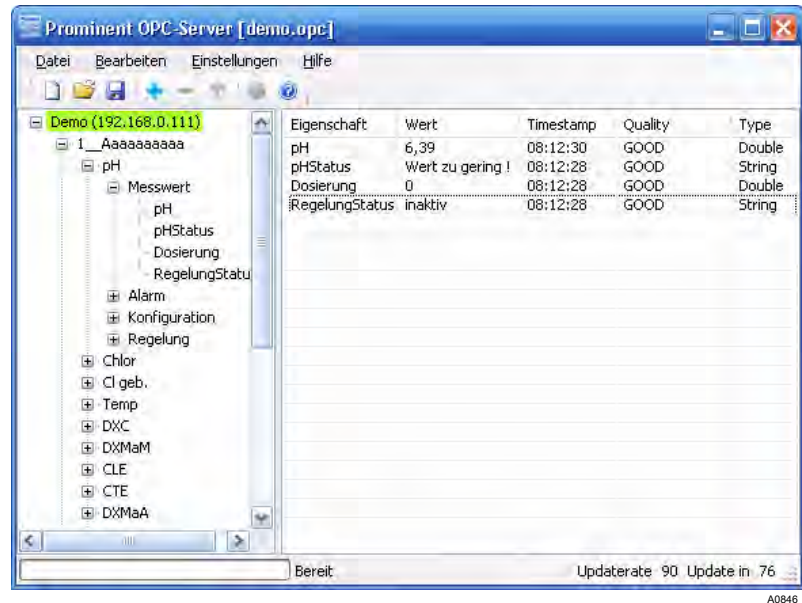 Prominent OPC-Server [demo.opc]
Datei Bearbeiten Einstellungen Hilfe
Demo (192.168.0.111)
1__Aaaaaaaaaa
pH
Messwert
pH
pHStatus
Dosierung
RegelungStatu
Alarm
Konfiguration
Regelung
Chlor
Cl geb.
Temp
DXC
DXMaM
CLE
CTE
DXMaA
Eigenschaft Wert Timestamp Quality Type
pH 6,39 08:12:30 GOOD Double
pHStatus Wert zu gering ! 08:12:28 GOOD String
Dosierung 0 08:12:28 GOOD Double
RegelungStatus inaktiv 08:12:28 GOOD String
Bereit Updaterate 90 Update in 76
A0846